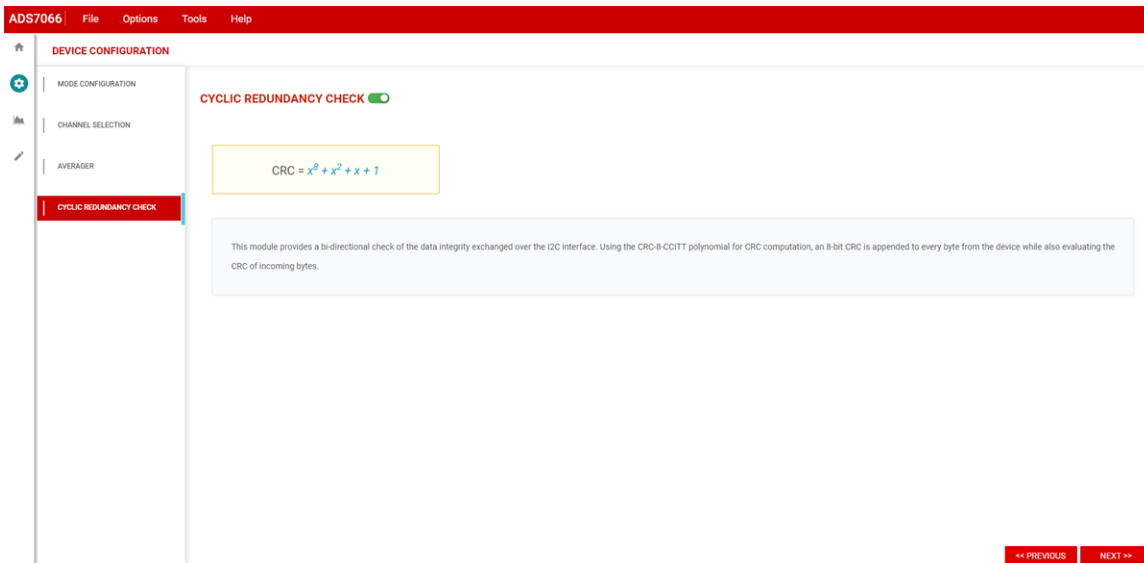 ADS7066 File Options Tools Help
DEVICE CONFIGURATION
MODE CONFIGURATION
CHANNEL SELECTION
AVERAGER
CYCLIC REDUNDANCY CHECK
CYCLIC REDUNDANCY CHECK
CRC = x⁸ + x² + x + 1
This module provides a bi-directional check of the data integrity exchanged over the I2C interface. Using the CRC-8-CCITT polynomial for CRC computation, an 8-bit CRC is appended to every byte from the device while also evaluating the
CRC of incoming bytes.
<< PREVIOUS NEXT >>